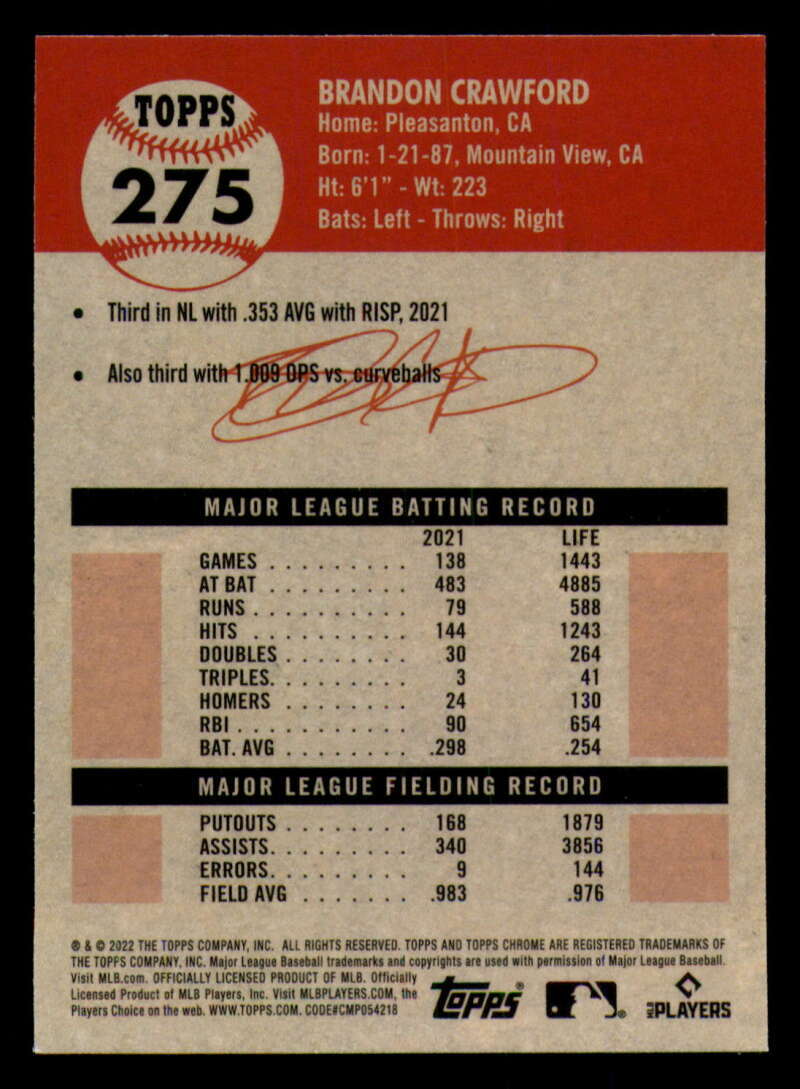 TOPPS
275
BRANDON CRAWFORD
Home: Pleasanton, CA
Born: 1-21-87, Mountain View, CA
Ht: 6'1" - Wt: 223
Bats: Left - Throws: Right
• Third in NL with .353 AVG with RISP, 2021
• Also third with 1.009 OPS vs. curveballs
MAJOR LEAGUE BATTING RECORD
2021 LIFE
GAMES . . . . . . . . . 138 1443
AT BAT . . . . . . . . . 483 4885
RUNS . . . . . . . . . . 79 588
HITS . . . . . . . . . . 144 1243
DOUBLES . . . . . . . . 30 264
TRIPLES. . . . . . . . . 3 41
HOMERS . . . . . . . . 24 130
RBI . . . . . . . . . . . 90 654
BAT. AVG . . . . . . . . .298 .254
MAJOR LEAGUE FIELDING RECORD
PUTOUTS . . . . . . . . 168 1879
ASSISTS. . . . . . . . . 340 3856
ERRORS. . . . . . . . . 9 144
FIELD AVG . . . . . . . .983 .976
® & © 2022 THE TOPPS COMPANY, INC. ALL RIGHTS RESERVED. TOPPS AND TOPPS CHROME ARE REGISTERED TRADEMARKS OF
THE TOPPS COMPANY, INC. Major League Baseball trademarks and copyrights are used with permission of Major League Baseball.
Visit MLB.com. OFFICIALLY LICENSED PRODUCT OF MLB. Officially
Licensed Product of MLB Players, Inc. Visit MLBPLAYERS.COM, the
Players Choice on the web. WWW.TOPPS.COM. CODE#CMP054218
Topps®
MLB PLAYERS